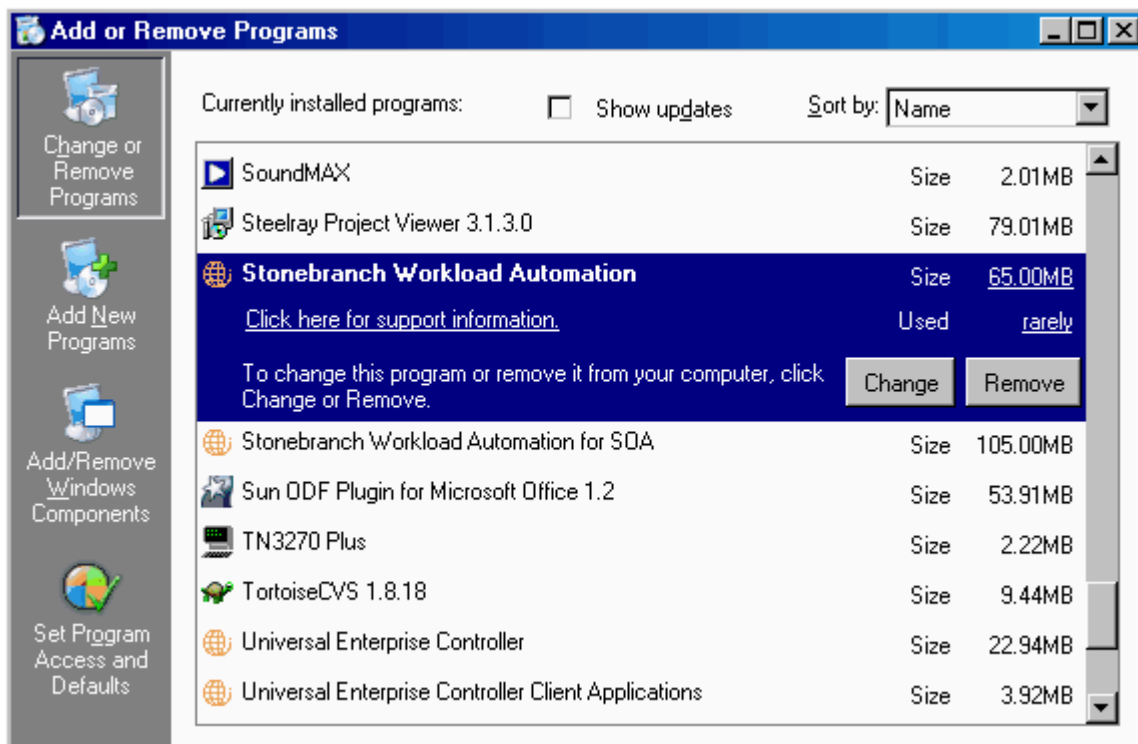 Add or Remove Programs
Change or
Remove
Programs
Add New
Programs
Add/Remove
Windows
Components
Set Program
Access and
Defaults
Currently installed programs: Show updates Sort by: Name
SoundMAX Size 2.01MB
Steelray Project Viewer 3.1.3.0 Size 79.01MB
Stonebranch Workload Automation Size 65.00MB
Click here for support information. Used rarely
To change this program or remove it from your computer, click
Change or Remove.
Change Remove
Stonebranch Workload Automation for SOA Size 105.00MB
Sun ODF Plugin for Microsoft Office 1.2 Size 53.91MB
TN3270 Plus Size 2.22MB
TortoiseCVS 1.8.18 Size 9.44MB
Universal Enterprise Controller Size 22.94MB
Universal Enterprise Controller Client Applications Size 3.92MB